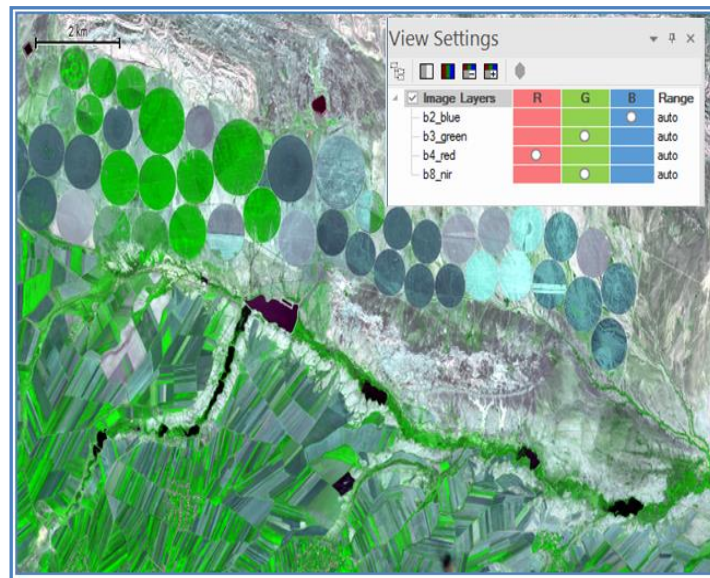 2 km
View Settings
Image Layers R G B Range
b2_blue auto
b3_green auto
b4_red auto
b8_nir auto